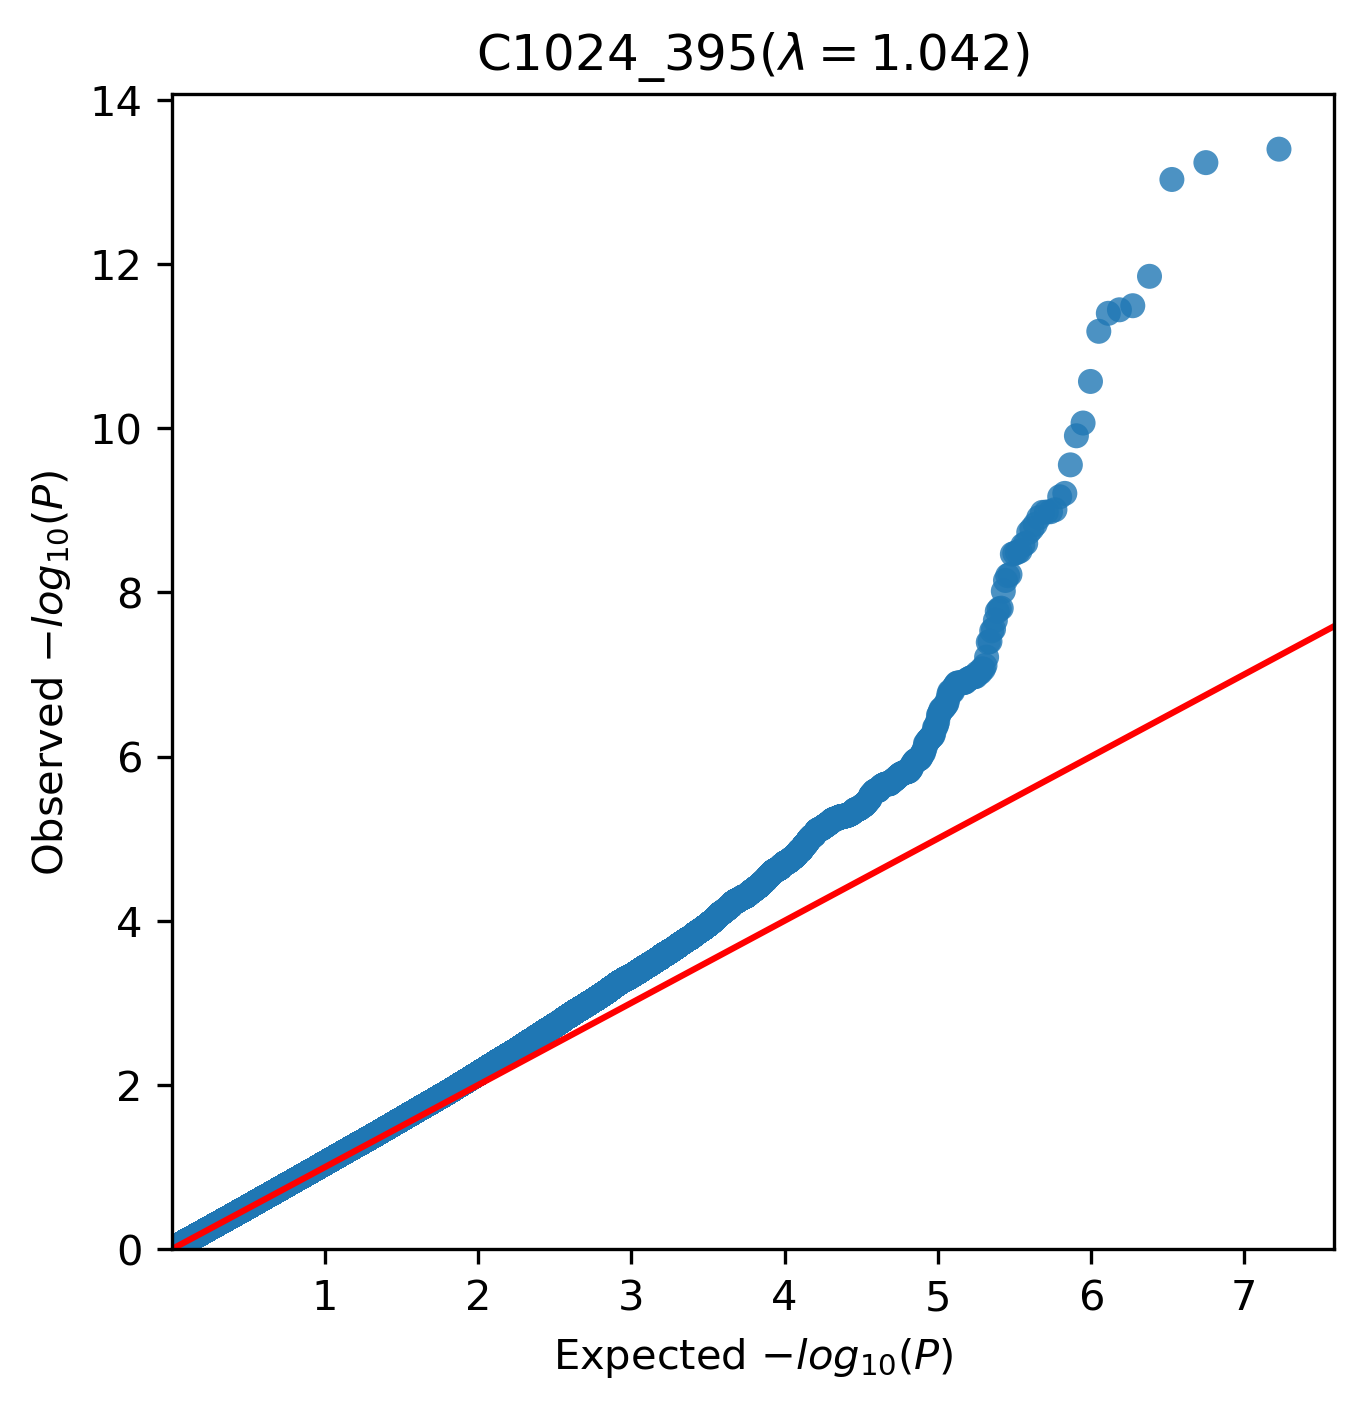 C1024_395(λ = 1.042)
14
12
10
8
6
4
2
0
Observed −log₁₀(P)
1 2 3 4 5 6 7
Expected −log₁₀(P)